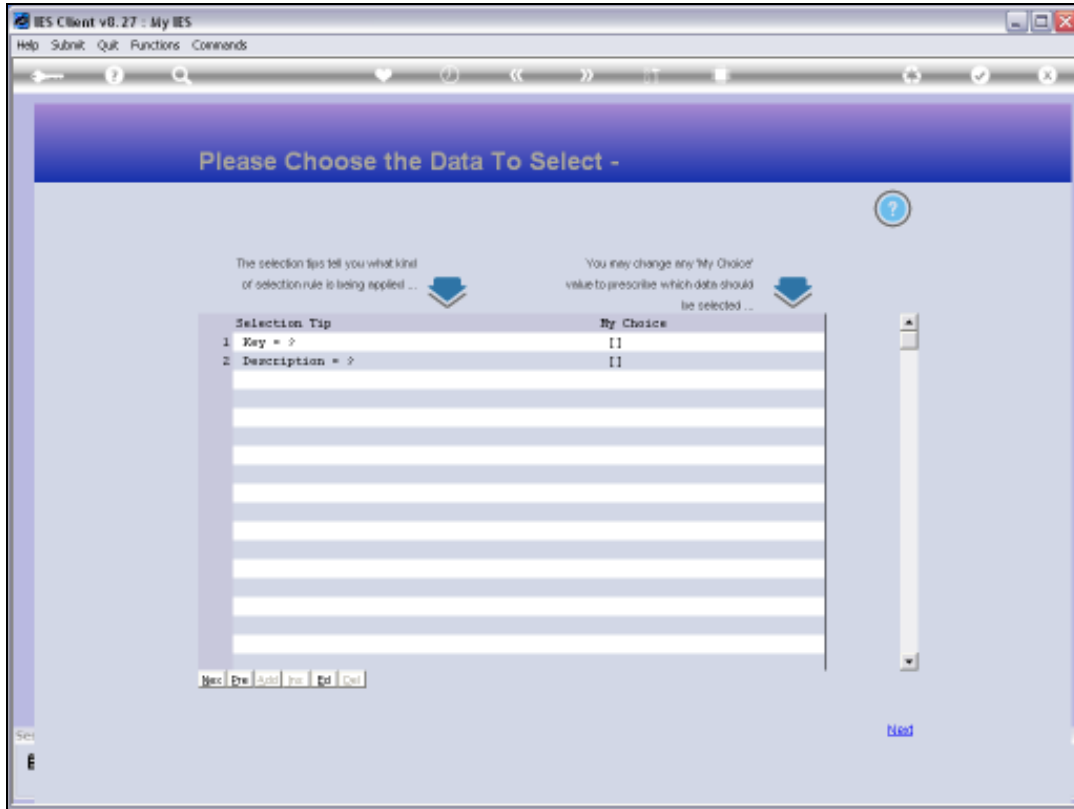 IES Client v8.27 : My IES
Help Submit Quit Functions Commands
Please Choose the Data To Select -
The selection tips tell you what kind
of selection rule is being applied ...
You may change any 'My Choice'
value to prescribe which data should
be selected ...
Selection Tip My Choice
1 Key = ? []
2 Description = ? []
Nex Pre Add Ins Ed Del
Next
Ses